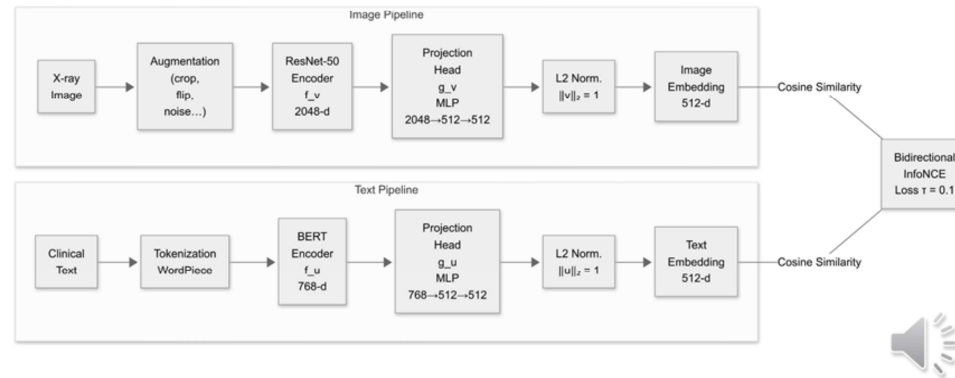 Image Pipeline
X-ray
Image
Augmentation
(crop,
flip,
noise...)
ResNet-50
Encoder
f_v
2048-d
Projection
Head
g_v
MLP
2048→512→512
L2 Norm.
||v||₂ = 1
Image
Embedding
512-d
Cosine Similarity
Bidirectional
InfoNCE
Loss τ = 0.1
Text Pipeline
Clinical
Text
Tokenization
WordPiece
BERT
Encoder
f_u
768-d
Projection
Head
g_u
MLP
768→512→512
L2 Norm.
||u||₂ = 1
Text
Embedding
512-d
Cosine Similarity